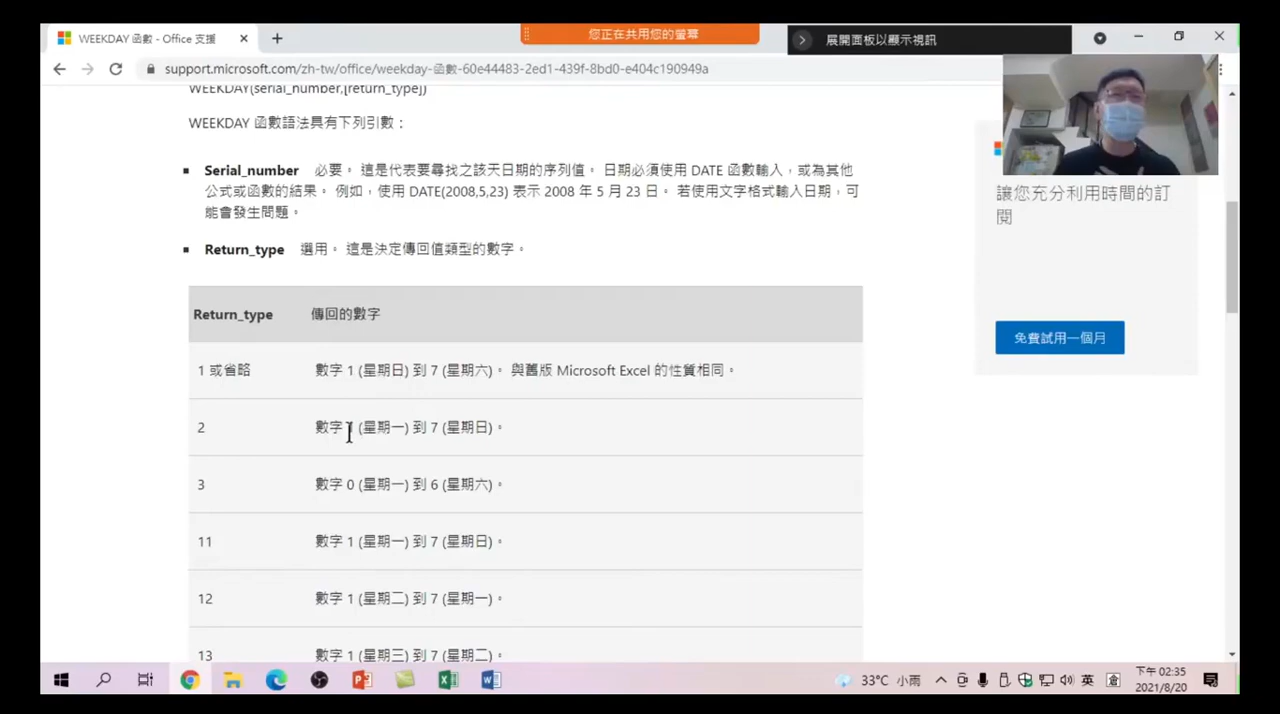 WEEKDAY 函數 - Office 支援
您正在共用您的螢幕
展開面板以顯示視訊
support.microsoft.com/zh-tw/office/weekday-函數-60e44483-2ed1-439f-8bd0-e404c190949a
WEEKDAY(serial_number,[return_type])
WEEKDAY 函數語法具有下列引數：
Serial_number 必要。 這是代表要尋找之該天日期的序列值。 日期必須使用 DATE 函數輸入，或為其他
公式或函數的結果。 例如，使用 DATE(2008,5,23) 表示 2008 年 5 月 23 日。 若使用文字格式輸入日期，可
能會發生問題。
Return_type 選用。 這是決定傳回值類型的數字。
讓您充分利用時間的訂
閱
免費試用一個月
Return_type 傳回的數字
1 或省略 數字 1 (星期日) 到 7 (星期六)。 與舊版 Microsoft Excel 的性質相同。
2 數字 1 (星期一) 到 7 (星期日)。
3 數字 0 (星期一) 到 6 (星期六)。
11 數字 1 (星期一) 到 7 (星期日)。
12 數字 1 (星期二) 到 7 (星期一)。
13 數字 1 (星期三) 到 7 (星期二)。
33°C 小雨
英
倉
下午 02:35
2021/8/20